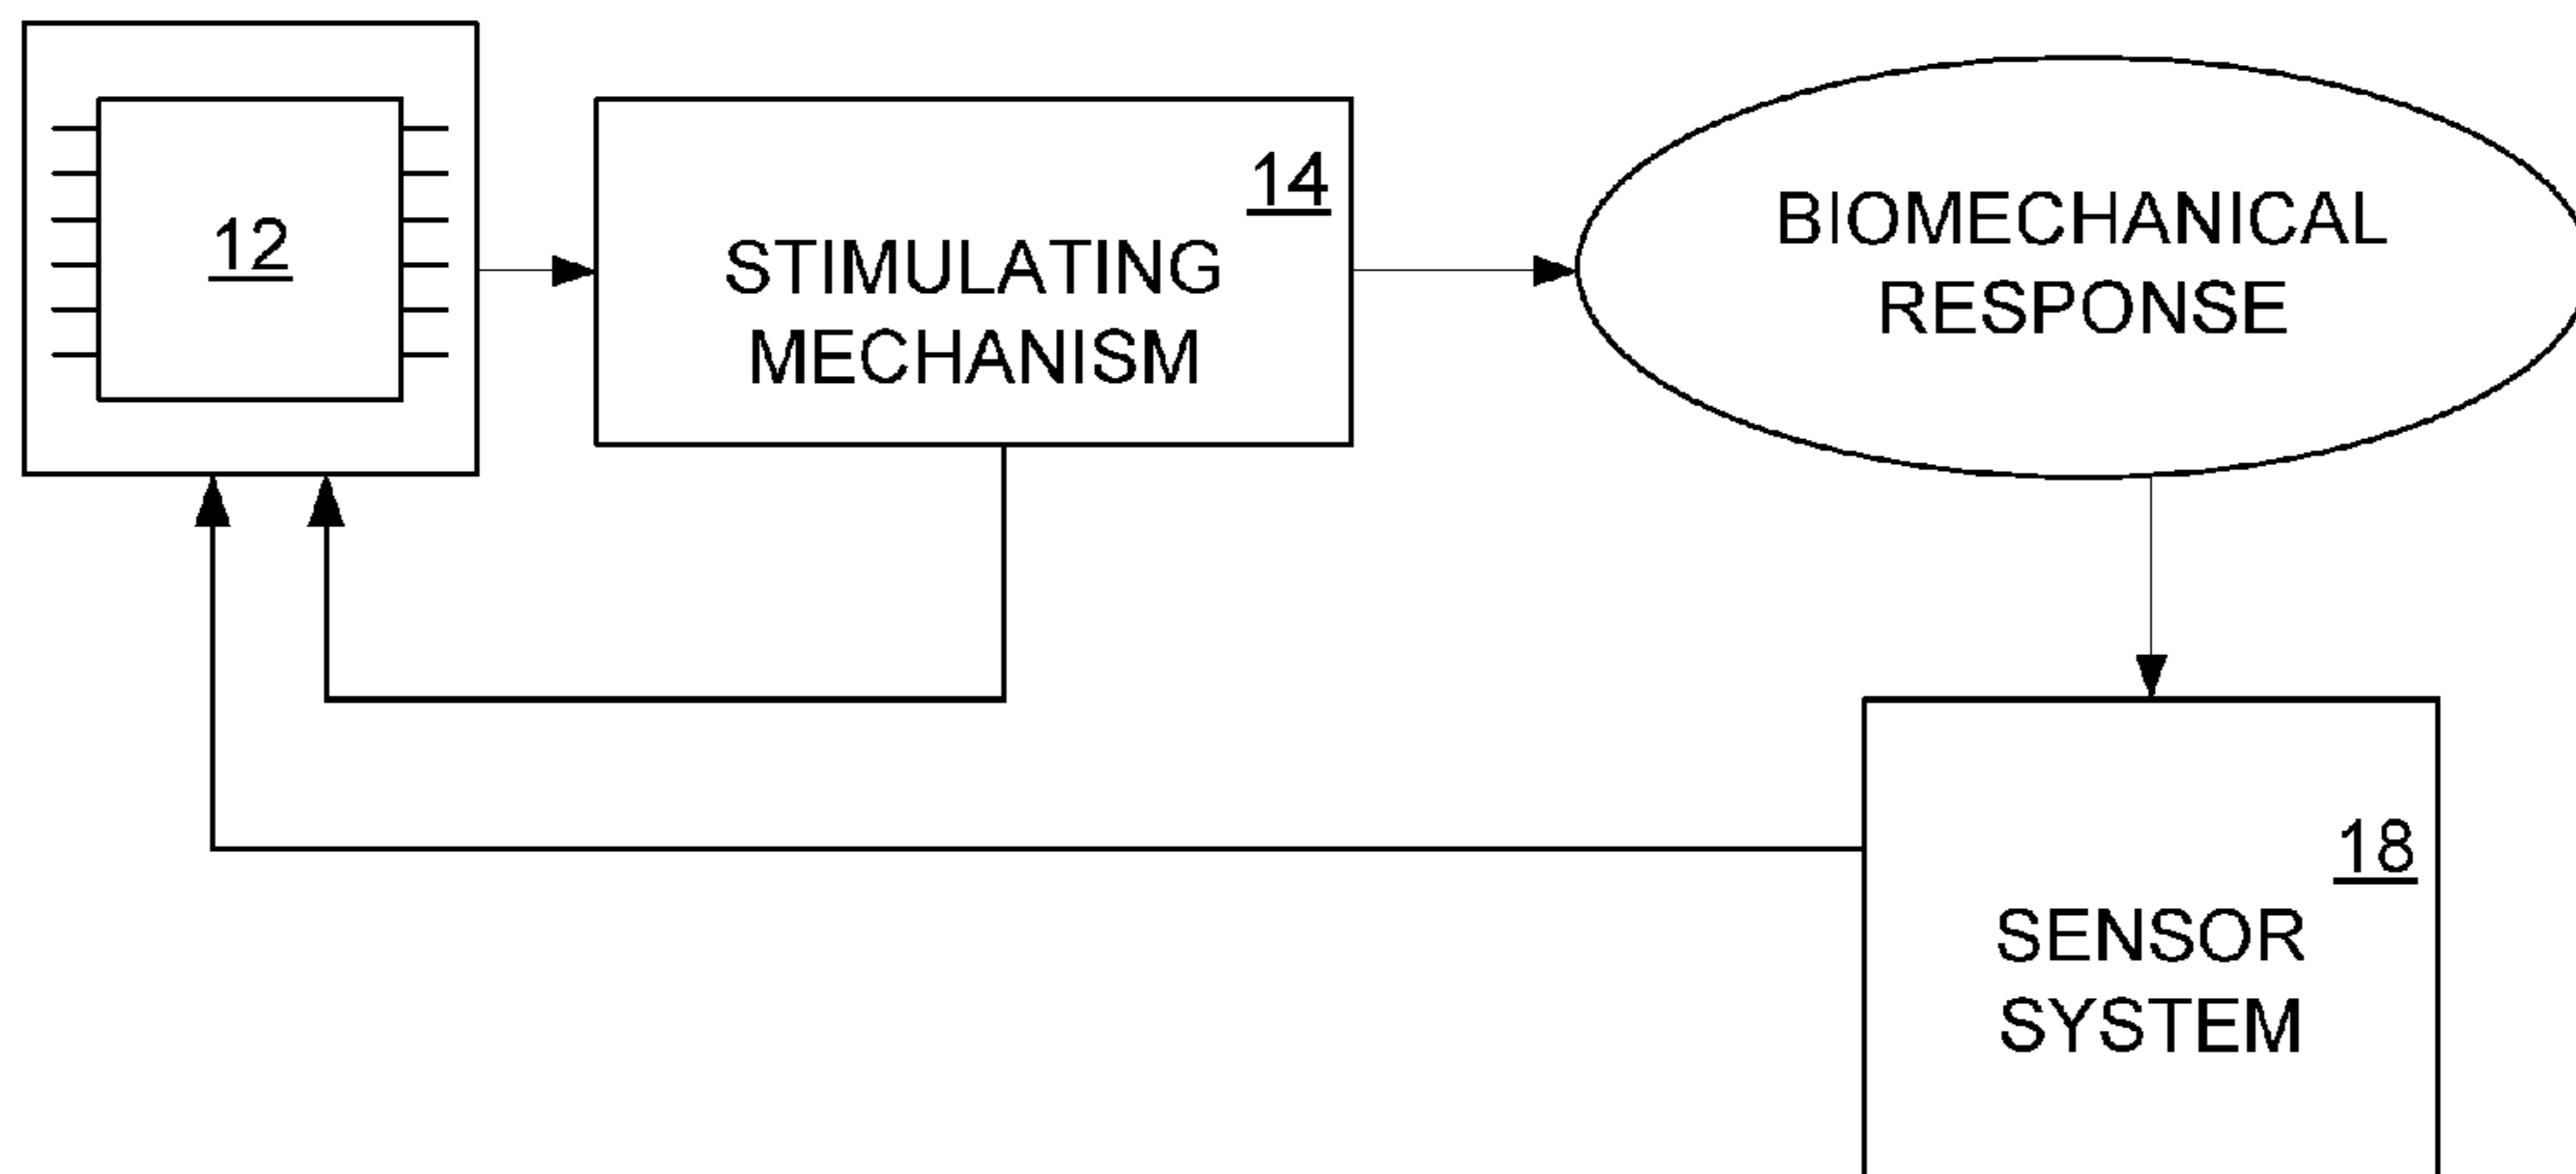 12
14
STIMULATING
MECHANISM
BIOMECHANICAL
RESPONSE
18
SENSOR
SYSTEM